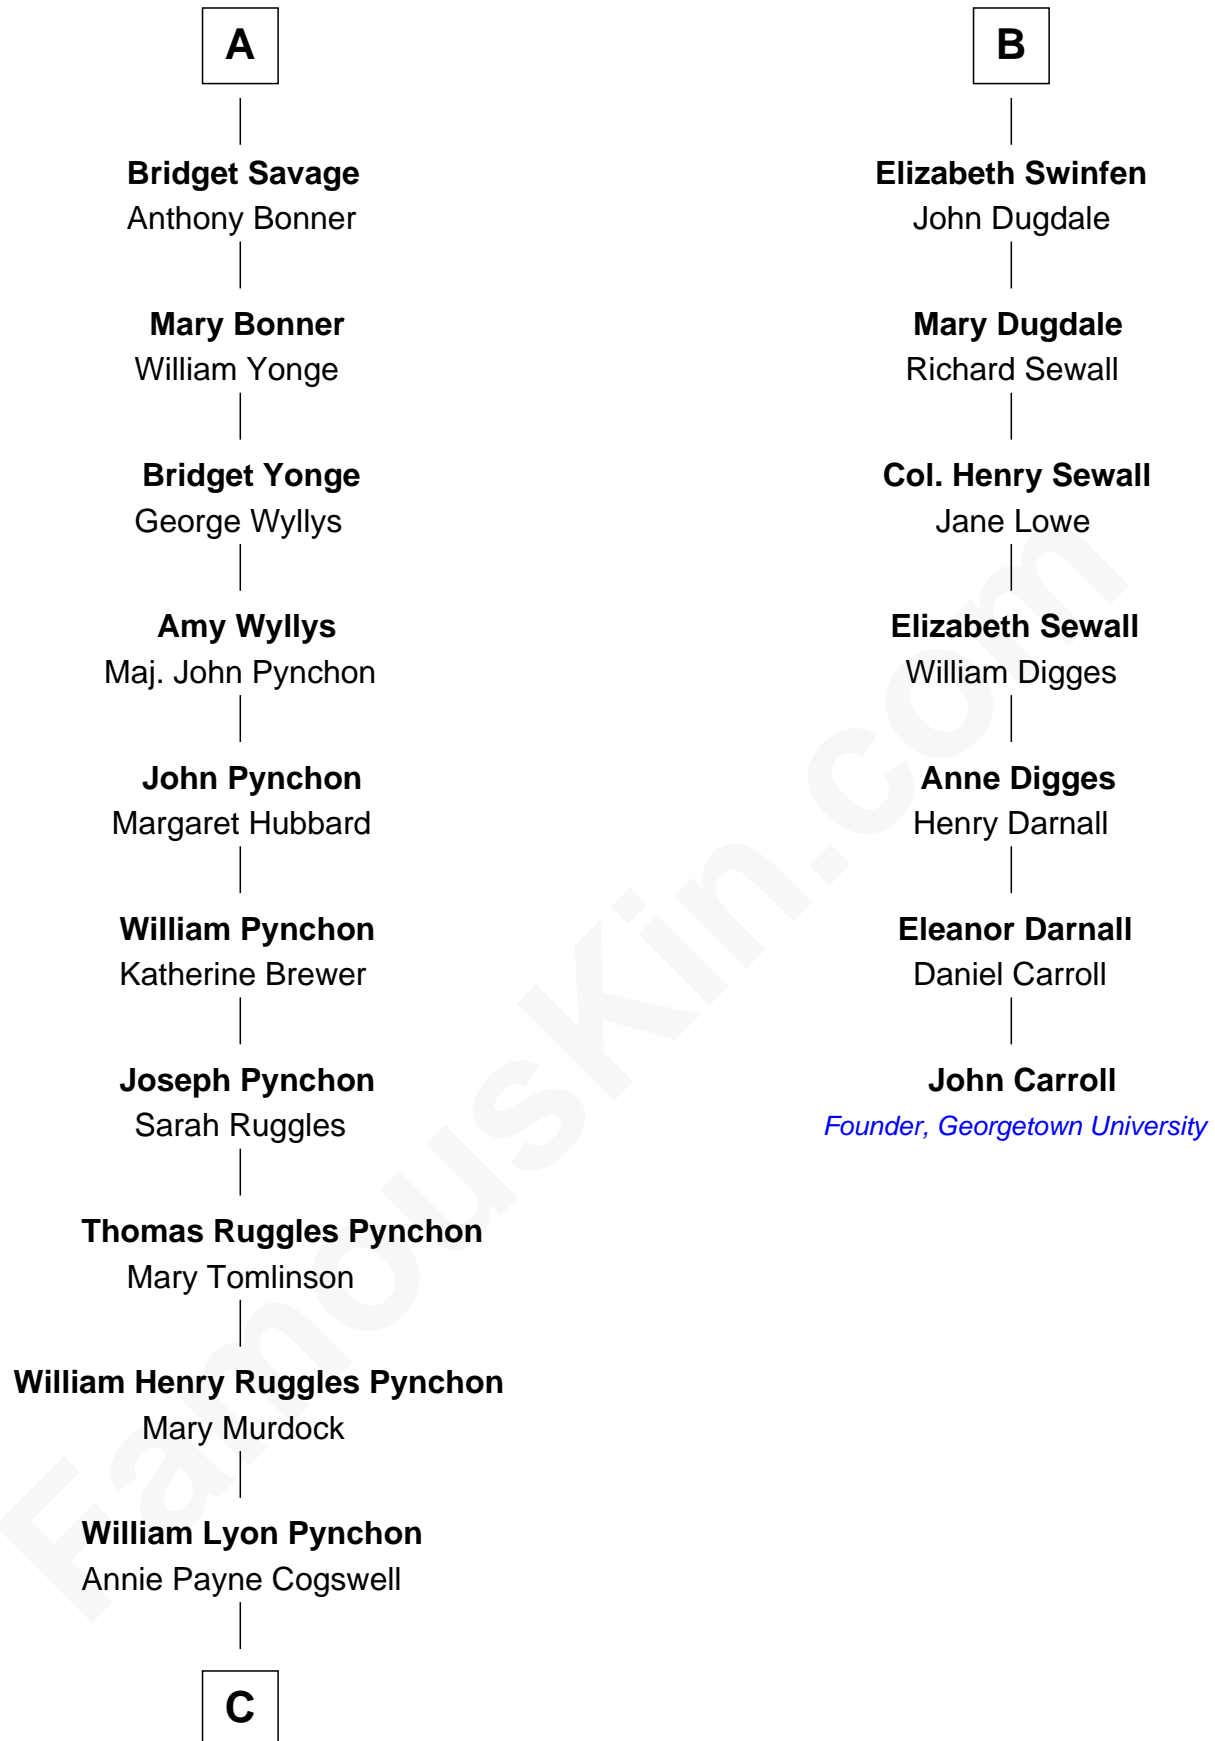 A
Bridget Savage
Anthony Bonner
Mary Bonner
William Yonge
Bridget Yonge
George Wyllys
Amy Wyllys
Maj. John Pynchon
John Pynchon
Margaret Hubbard
William Pynchon
Katherine Brewer
Joseph Pynchon
Sarah Ruggles
Thomas Ruggles Pynchon
Mary Tomlinson
William Henry Ruggles Pynchon
Mary Murdock
William Lyon Pynchon
Annie Payne Cogswell
C
B
Elizabeth Swinfen
John Dugdale
Mary Dugdale
Richard Sewall
Col. Henry Sewall
Jane Lowe
Elizabeth Sewall
William Digges
Anne Digges
Henry Darnall
Eleanor Darnall
Daniel Carroll
John Carroll
Founder, Georgetown University
FamousKin.com